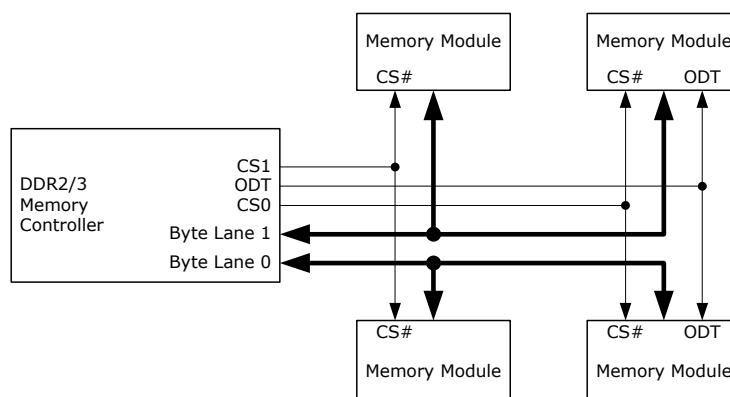 Memory Module
Memory Module
CS#
CS#
ODT
DDR2/3
Memory
Controller
CS1
ODT
CS0
Byte Lane 1
Byte Lane 0
CS#
CS#
ODT
Memory Module
Memory Module